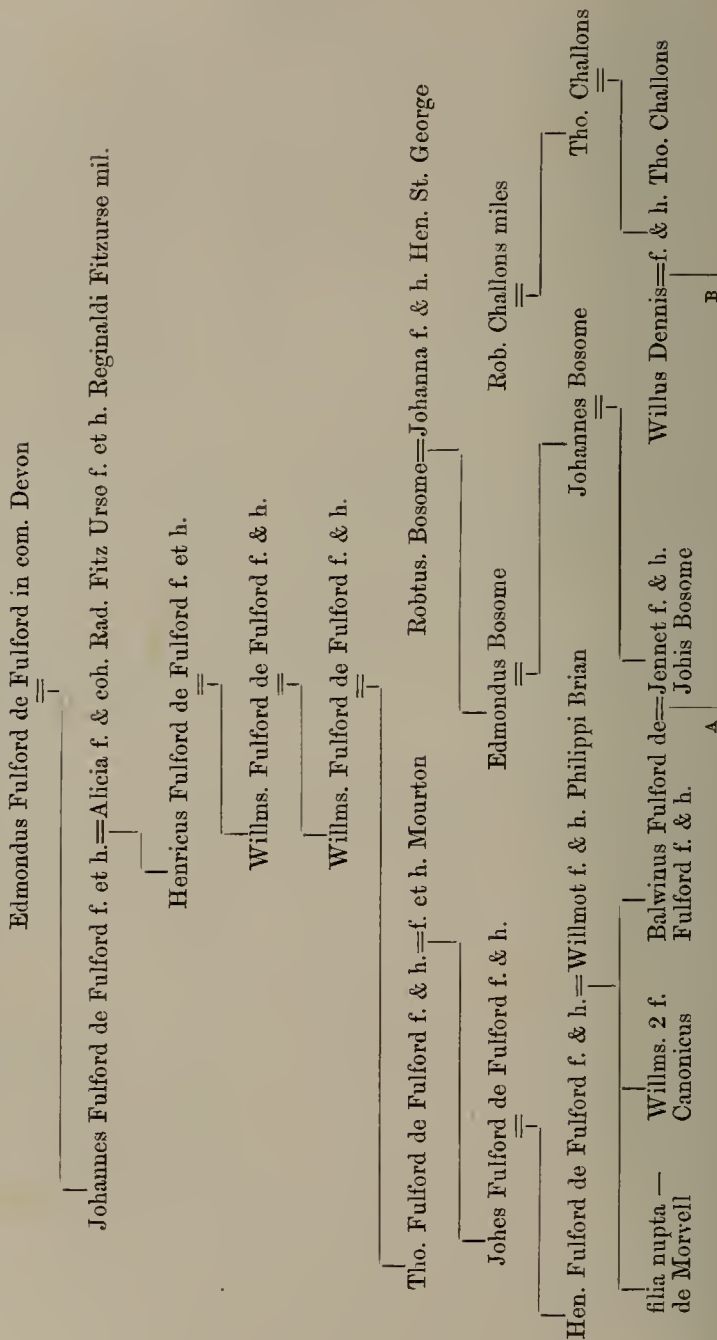 Edmondus Fulford de Fulford in com. Devon
Johannes Fulford de Fulford f. et h.=Alicia f. & coh. Rad. Fitz Urse f. et h. Reginaldi Fitzurse mil.
Henricus Fulford de Fulford f. et h.
Willms. Fulford de Fulford f. & h.
Willms. Fulford de Fulford f. & h.
Tho. Fulford de Fulford f. & h.=f. et h. Mourton
Robtus. Bosome=Johanna f. & h. Hen. St. George
Johes Fulford de Fulford f. & h.
Edmondus Bosome
Rob. Challons miles
Hen. Fulford de Fulford f. & h.=Willmot f. & h. Philippi Brian
Johannes Bosome
Tho. Challons
filia nupta —
de Morvell
Willms. 2 f.
Canonicus
Balwinus Fulford de=Jennet f. & h.
Fulford f. & h.
Johis Bosome
Willus Dennis=f. & h. Tho. Challons
A
B